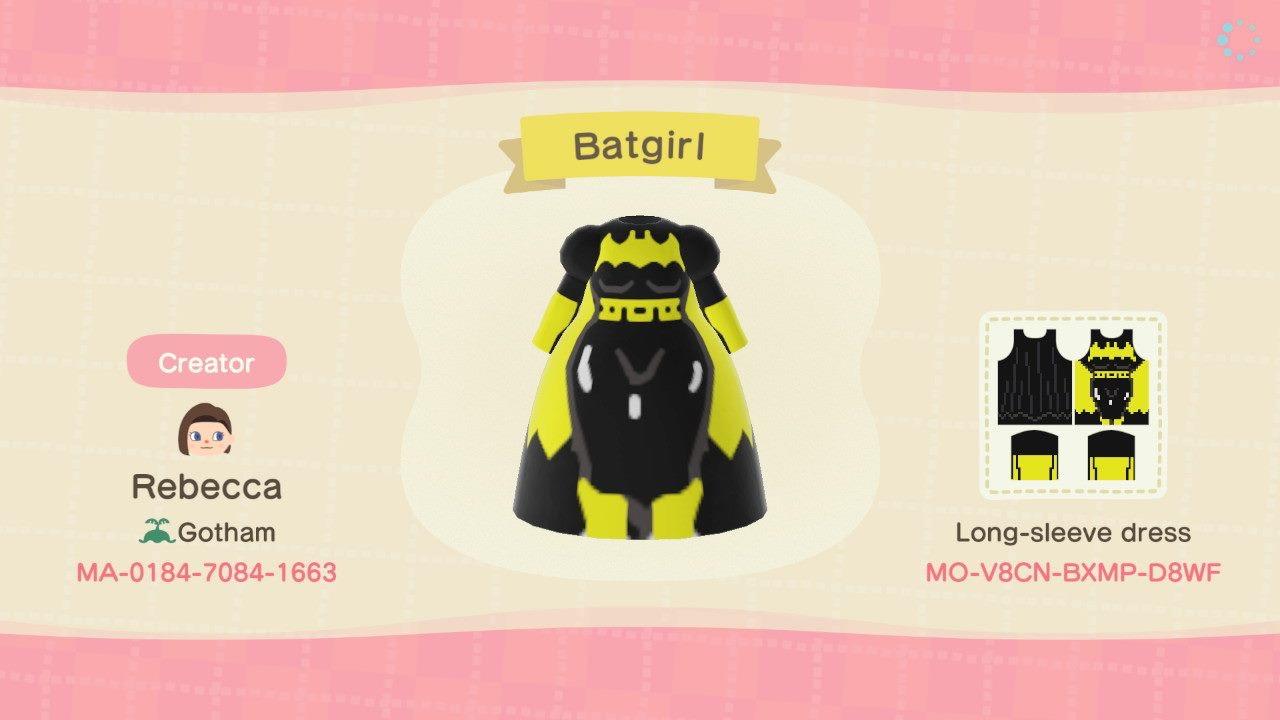 Batgirl
Creator
Rebecca
Gotham
MA-0184-7084-1663
Long-sleeve dress
MO-V8CN-BXMP-D8WF